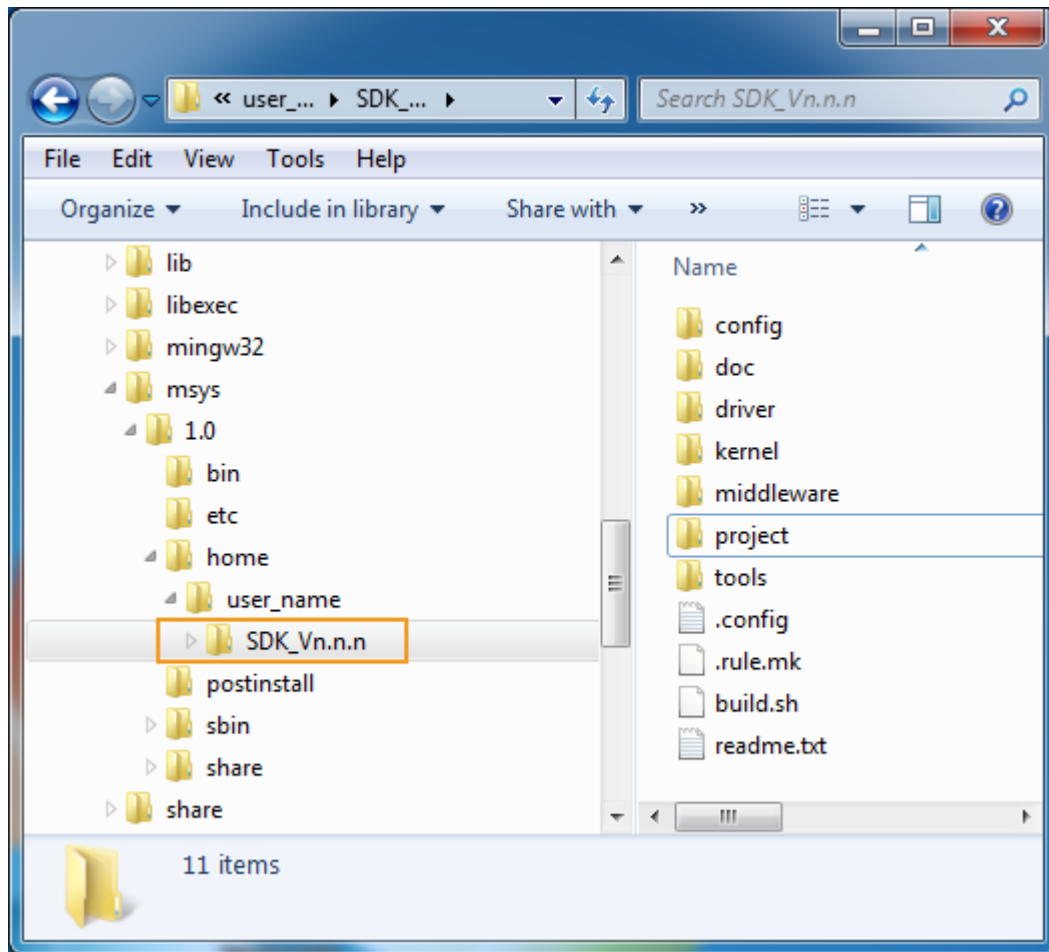 « user_... ▸ SDK_... ▸ Search SDK_Vn.n.n
File Edit View Tools Help
Organize Include in library Share with »
lib
libexec
mingw32
msys
1.0
bin
etc
home
user_name
SDK_Vn.n.n
postinstall
sbin
share
share
Name
config
doc
driver
kernel
middleware
project
tools
.config
.rule.mk
build.sh
readme.txt
11 items